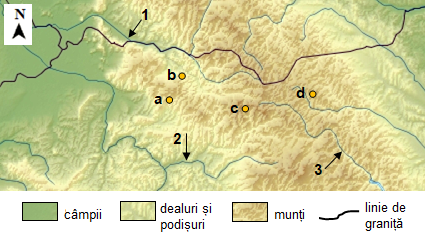 N
1
b
a
c
d
2
3
câmpii
dealuri și
podișuri
munți
linie de
graniță